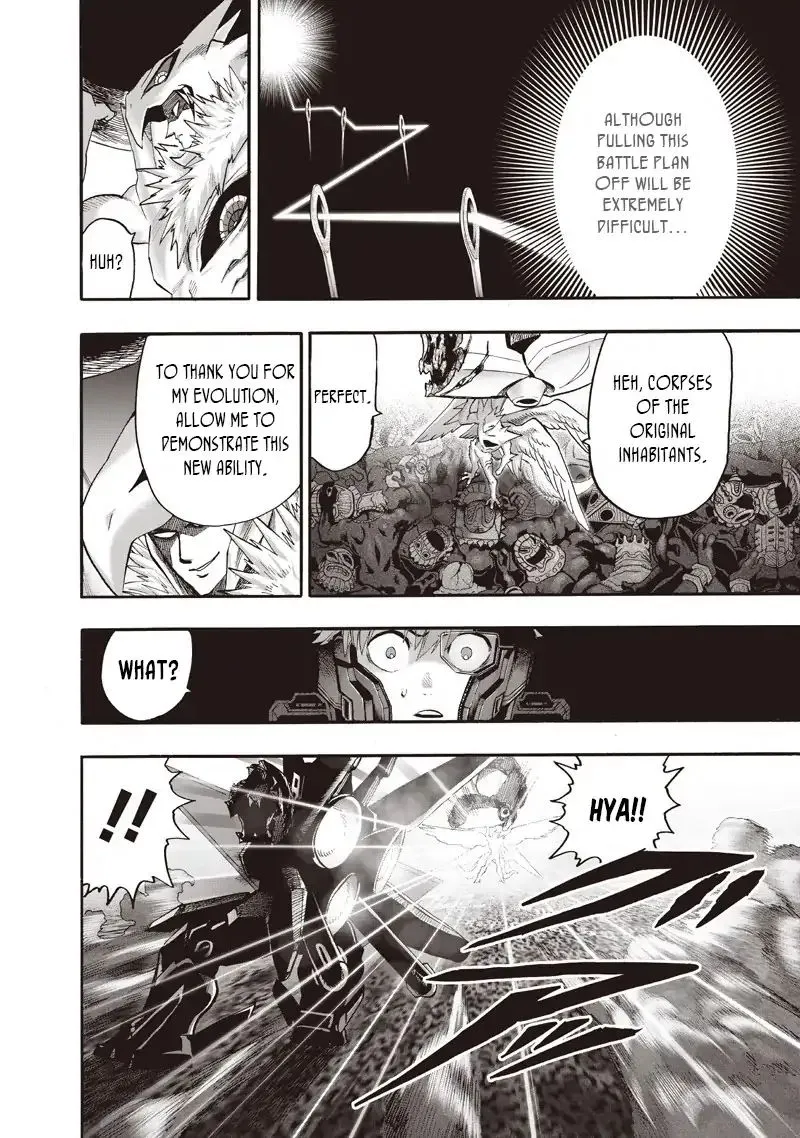 ALTHOUGH
PULLING THIS
BATTLE PLAN
OFF WILL BE
EXTREMELY
DIFFICULT...
HUH?
HEH, CORPSES
OF THE
ORIGINAL
INHABITANTS.
PERFECT.
TO THANK YOU FOR
MY EVOLUTION,
ALLOW ME TO
DEMONSTRATE THIS
NEW ABILITY.
WHAT?
HYA!!
!!